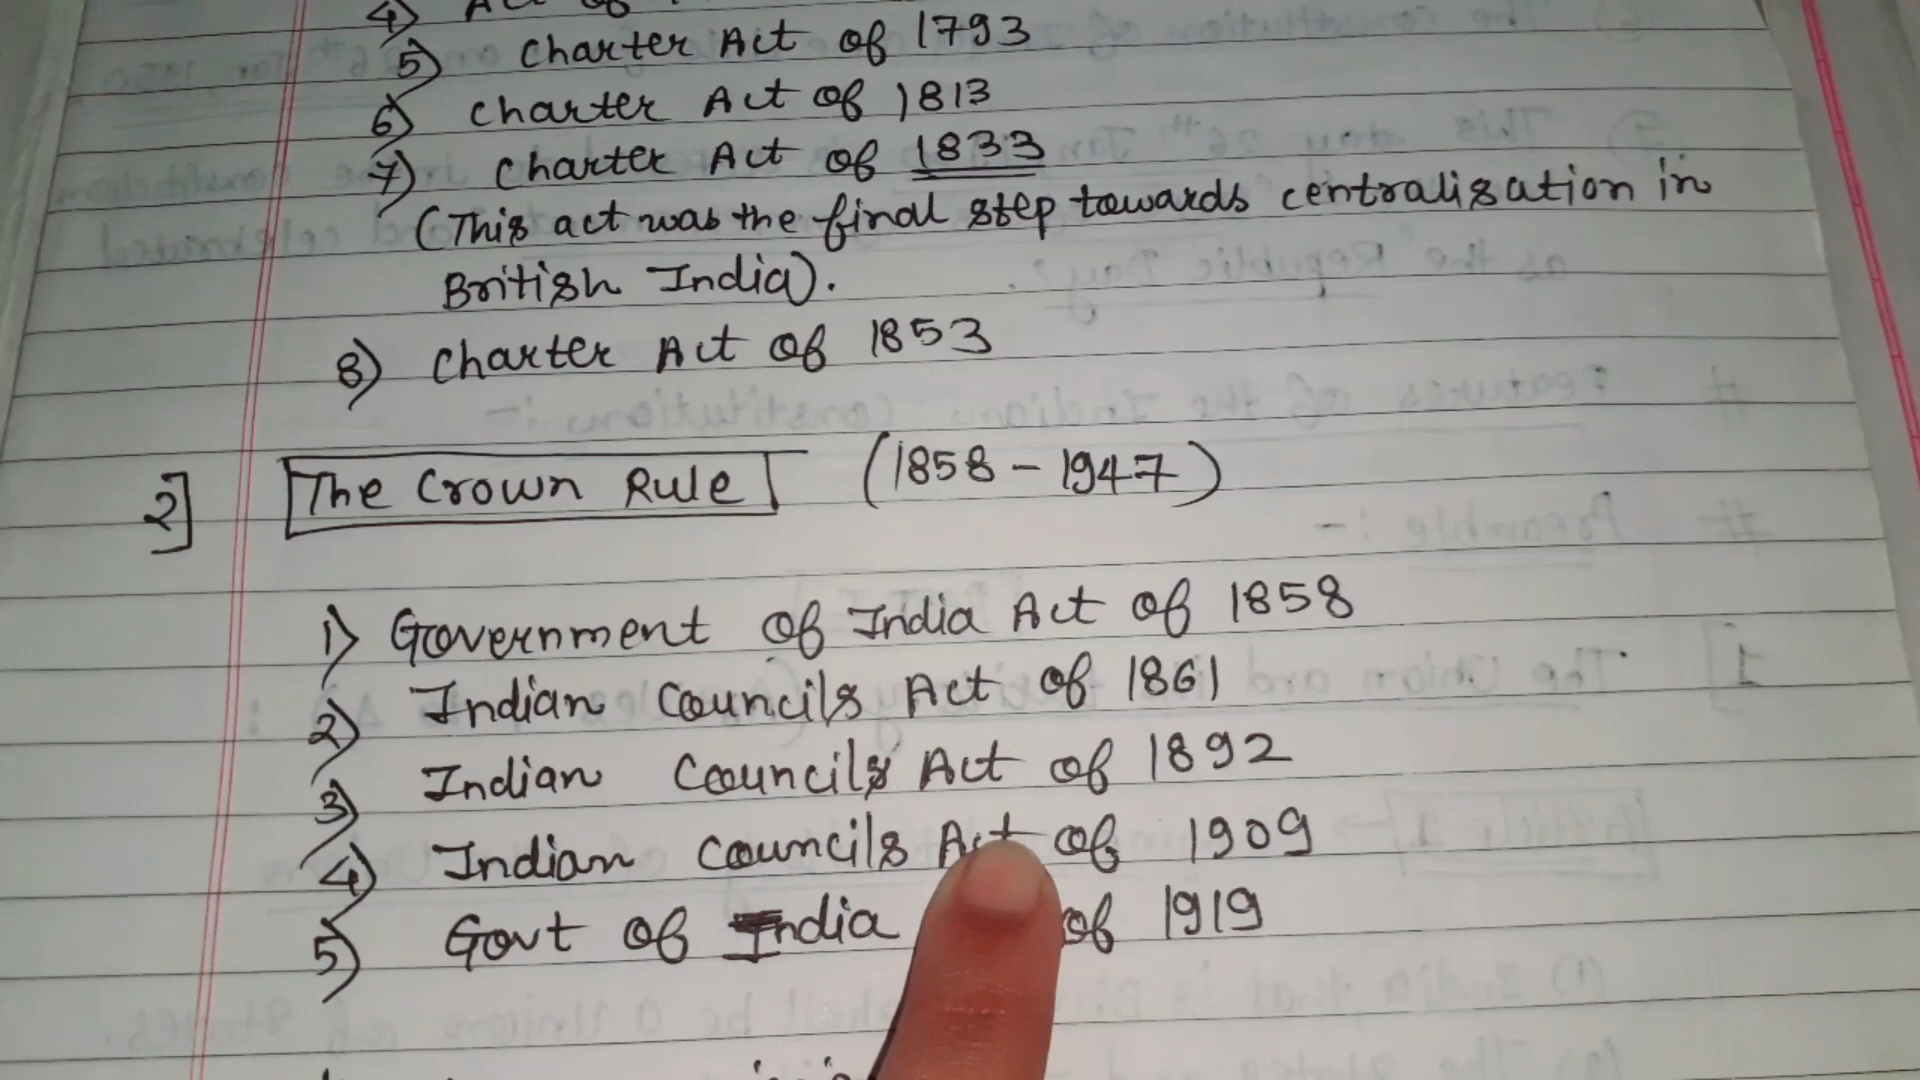 4) Act of
5) Charter Act of 1793
6) Charter Act of 1813
7) Charter Act of 1833
(This act was the final step towards centralisation in
British India).
8) Charter Act of 1853
2] The Crown Rule (1858 - 1947)
1) Government of India Act of 1858
2) Indian Councils Act of 1861
3) Indian Councils Act of 1892
4) Indian Councils Act of 1909
5) Govt of India of 1919